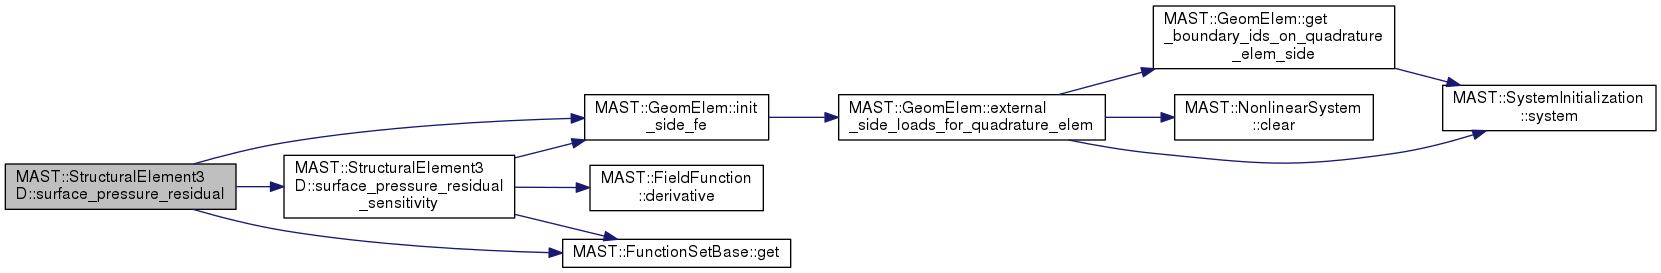 MAST::StructuralElement3
D::surface_pressure_residual
MAST::StructuralElement3
D::surface_pressure_residual
_sensitivity
MAST::GeomElem::init
_side_fe
MAST::FieldFunction
::derivative
MAST::FunctionSetBase::get
MAST::GeomElem::external
_side_loads_for_quadrature_elem
MAST::GeomElem::get
_boundary_ids_on_quadrature
_elem_side
MAST::NonlinearSystem
::clear
MAST::SystemInitialization
::system